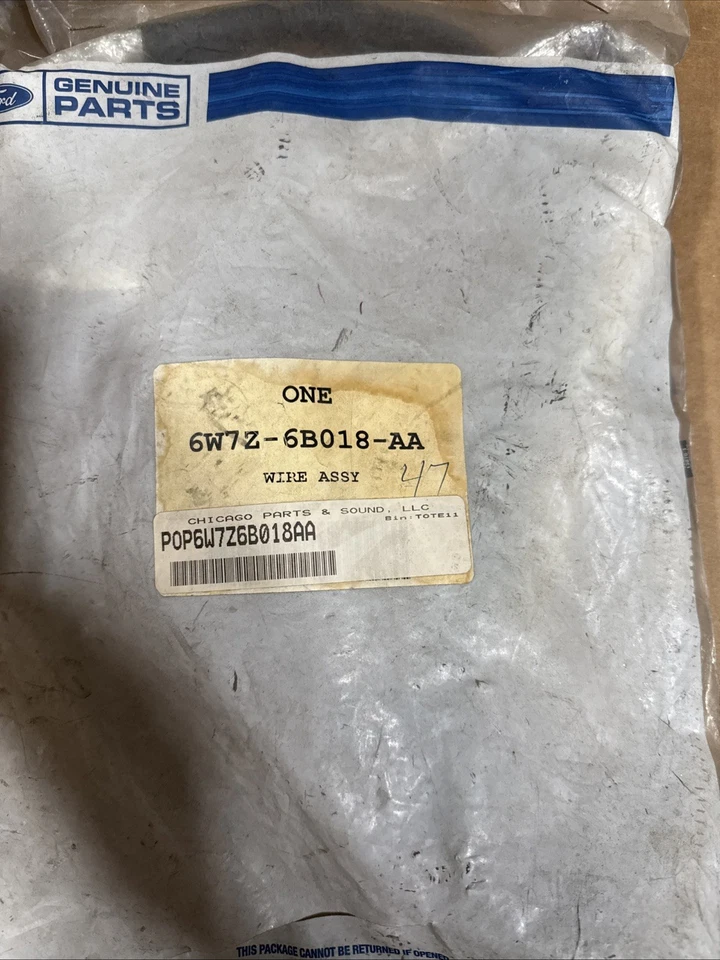 GENUINE
PARTS
ONE
6W7Z-6B018-AA
WIRE ASSY
47
CHICAGO PARTS & SOUND, LLC
Bin:TOTE11
POP6W7Z6B018AA
THIS PACKAGE CANNOT BE RETURNED IF OPENED